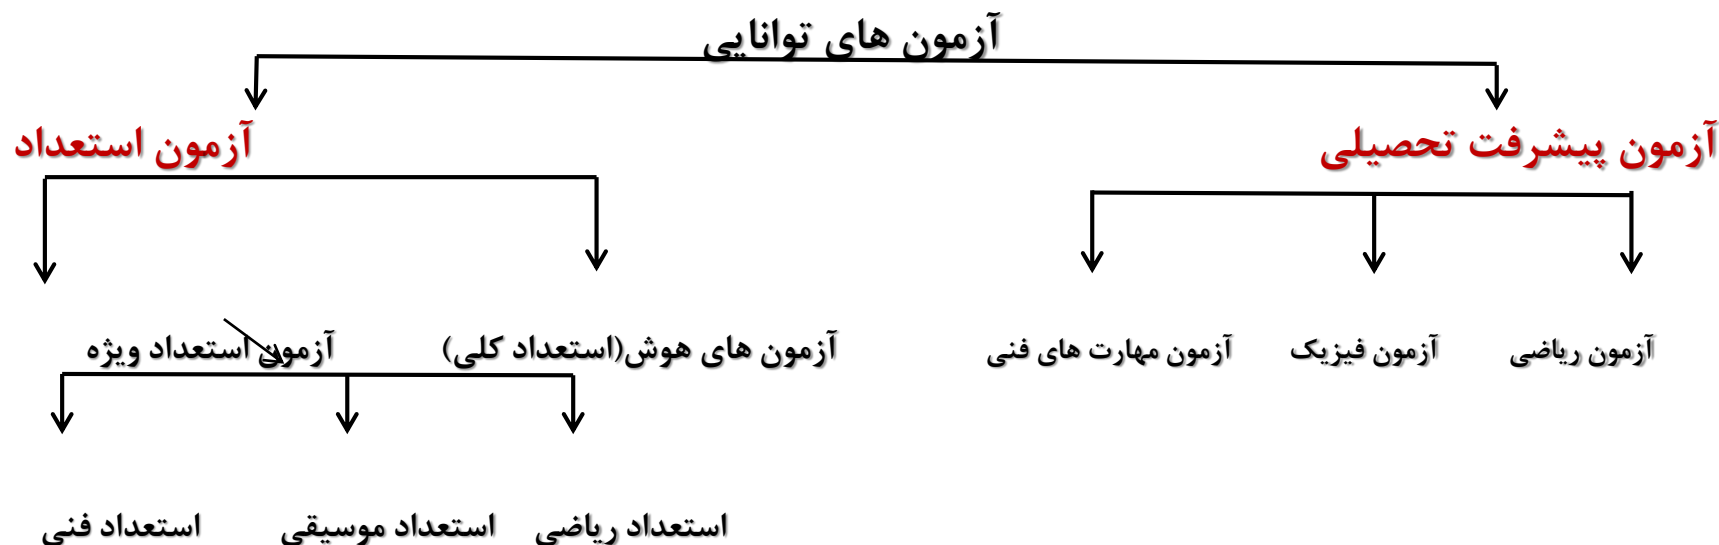 آزمون های توانایی
آزمون پیشرفت تحصیلی
آزمون استعداد
آزمون ریاضی
آزمون فیزیک
آزمون مهارت های فنی
آزمون های هوش(استعداد کلی)
آزمون استعداد ویژه
استعداد ریاضی
استعداد موسیقی
استعداد فنی